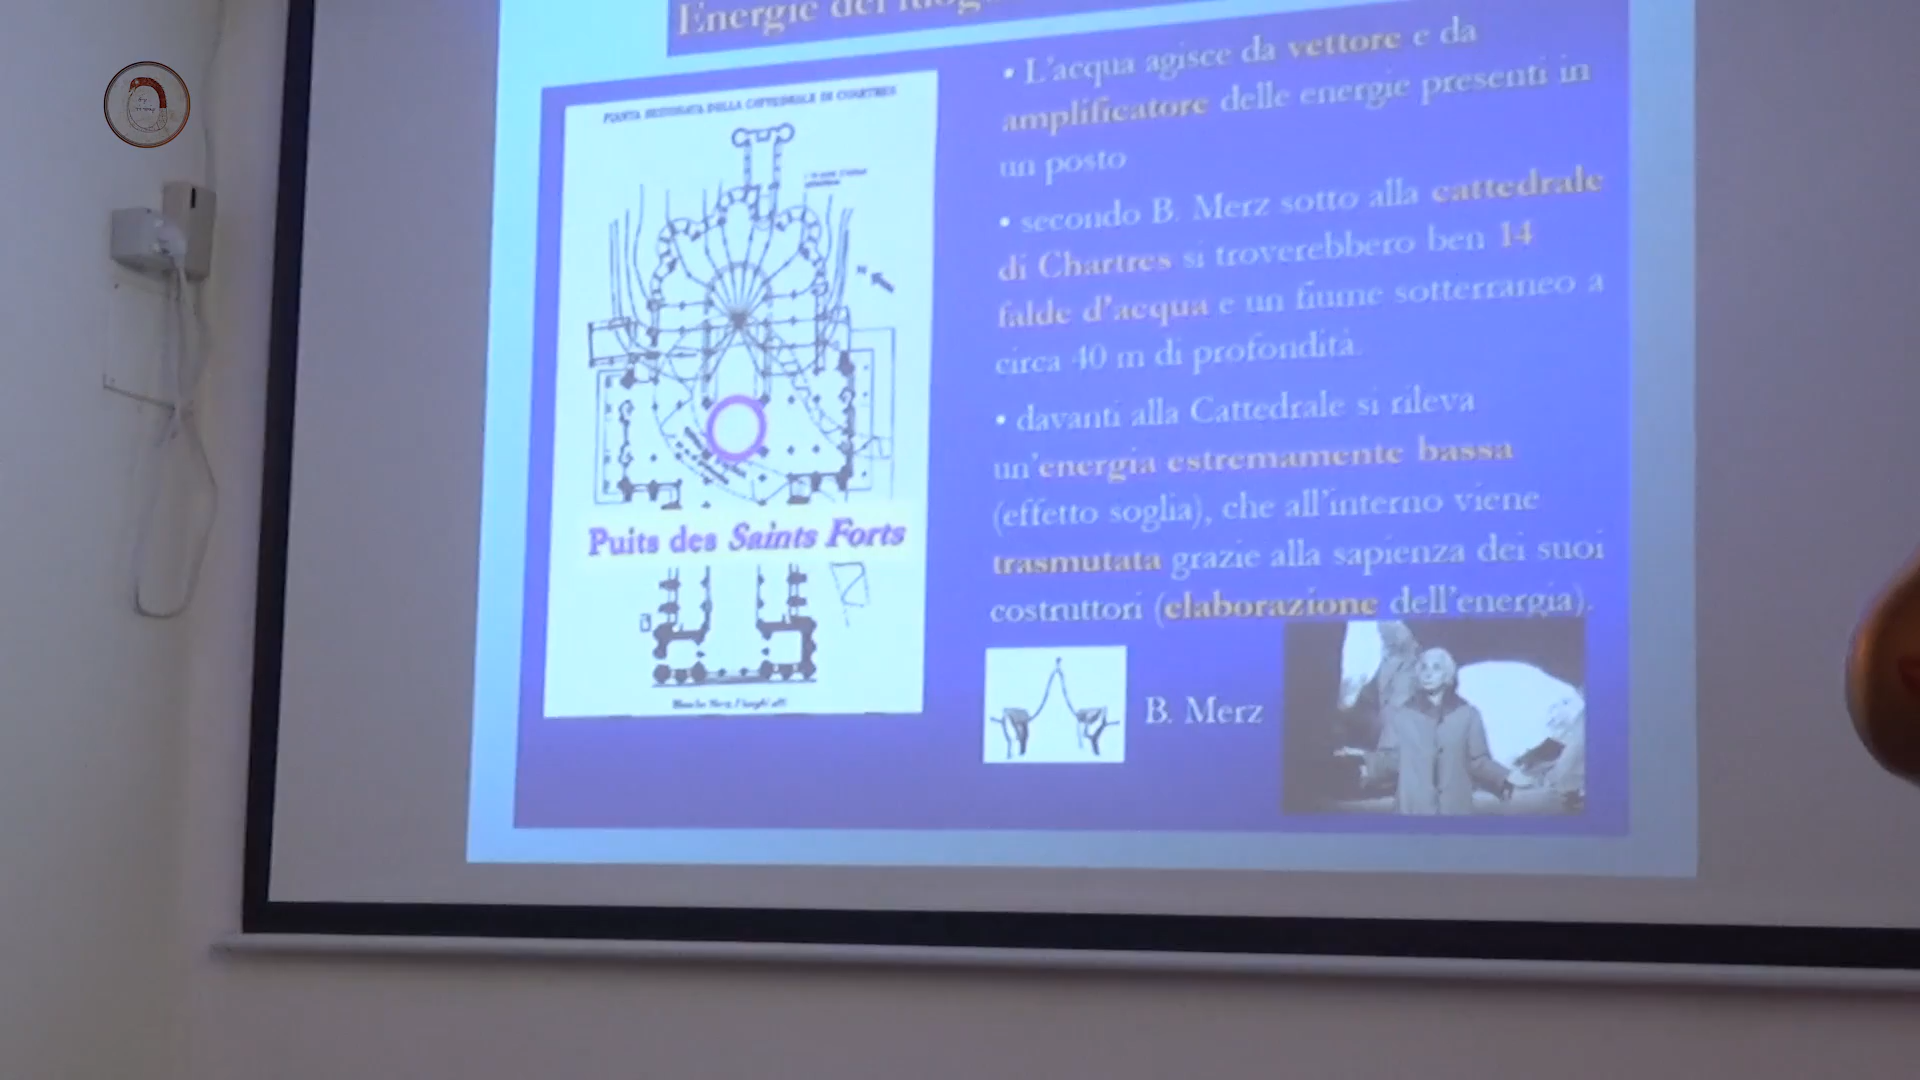 Energie dei
PIANTA RESTAURATA DELLA CATTEDRALE DI CHARTRES
• L'acqua agisce da vettore e da
amplificatore delle energie presenti in
un posto
• secondo B. Merz sotto alla cattedrale
di Chartres si troverebbero ben 14
falde d'acqua e un fiume sotterraneo a
circa 40 m di profondità.
• davanti alla Cattedrale si rileva
un'energia estremamente bassa
(effetto soglia), che all'interno viene
trasmutata grazie alla sapienza dei suoi
costruttori (elaborazione dell'energia).
Puits des Saints Forts
B. Merz